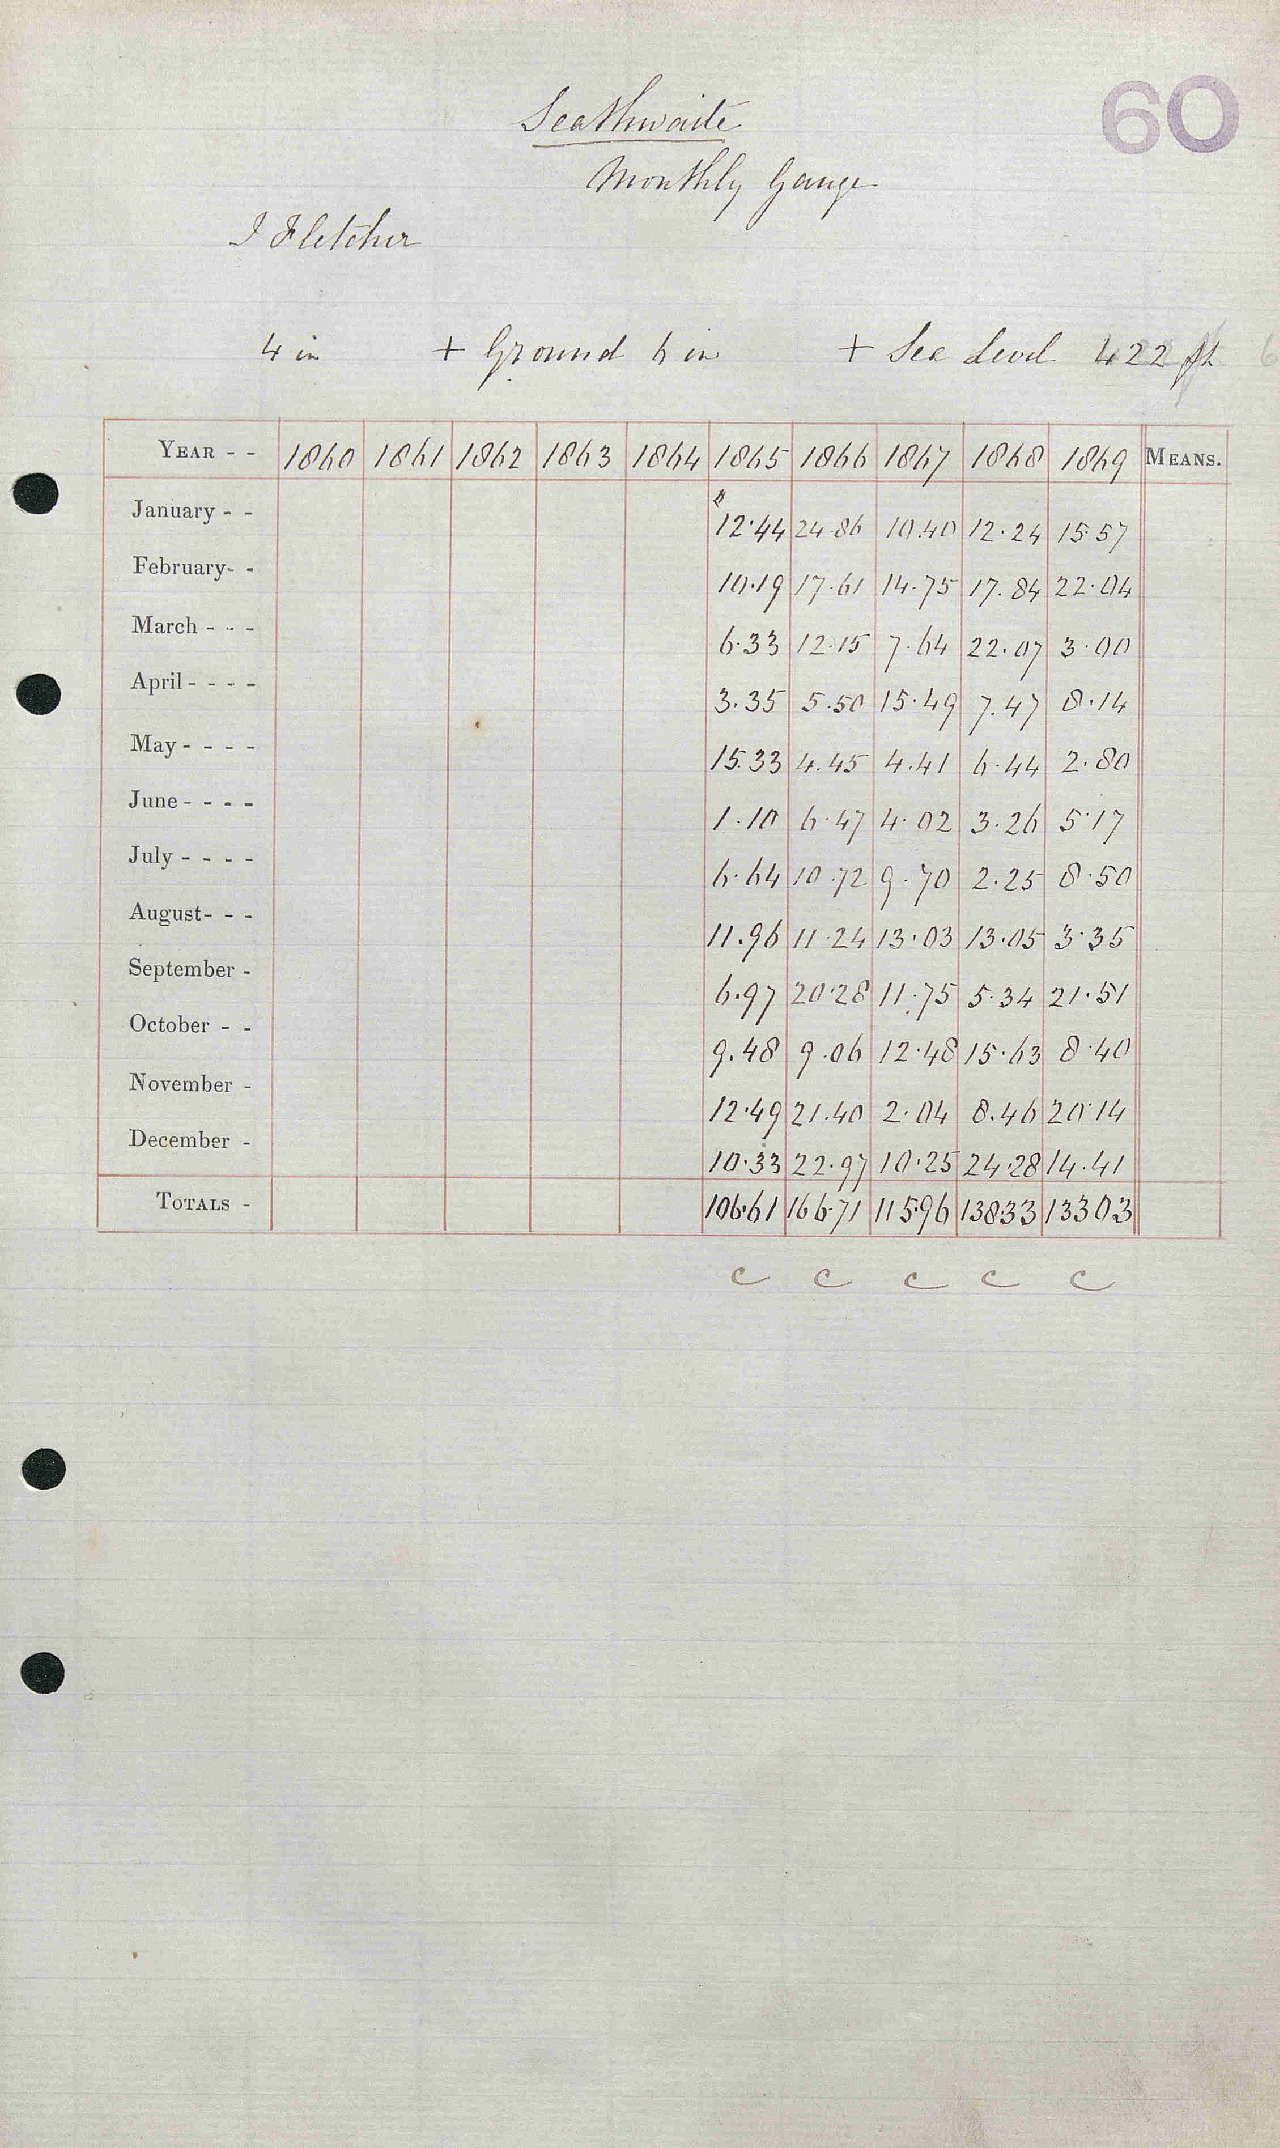 60
Seathwaite
Monthly Gauge
I Fletcher
4 in + Ground 6 in + Sea Level 422 ft
YEAR - - 1860 1861 1862 1863 1864 1865 1866 1867 1868 1869 MEANS.
January - - 12.44 24.86 10.40 12.24 15.57
February- - 10.19 17.61 14.75 17.84 22.04
March - - - 6.33 12.15 7.64 22.07 3.00
April - - - - 3.35 5.50 15.49 7.47 8.14
May - - - - 15.33 4.45 4.41 6.44 2.80
June - - - - 1.10 6.47 4.02 3.26 5.17
July - - - - 6.64 10.72 9.70 2.25 8.50
August- - - 11.96 11.24 13.03 13.05 3.35
September - 6.97 20.28 11.75 5.34 21.51
October - - 9.48 9.06 12.48 15.63 8.40
November - 12.49 21.40 2.04 8.46 20.14
December - 10.33 22.97 10.25 24.28 14.41
TOTALS - 106.61 166.71 115.96 138.33 133.03
c c c c c